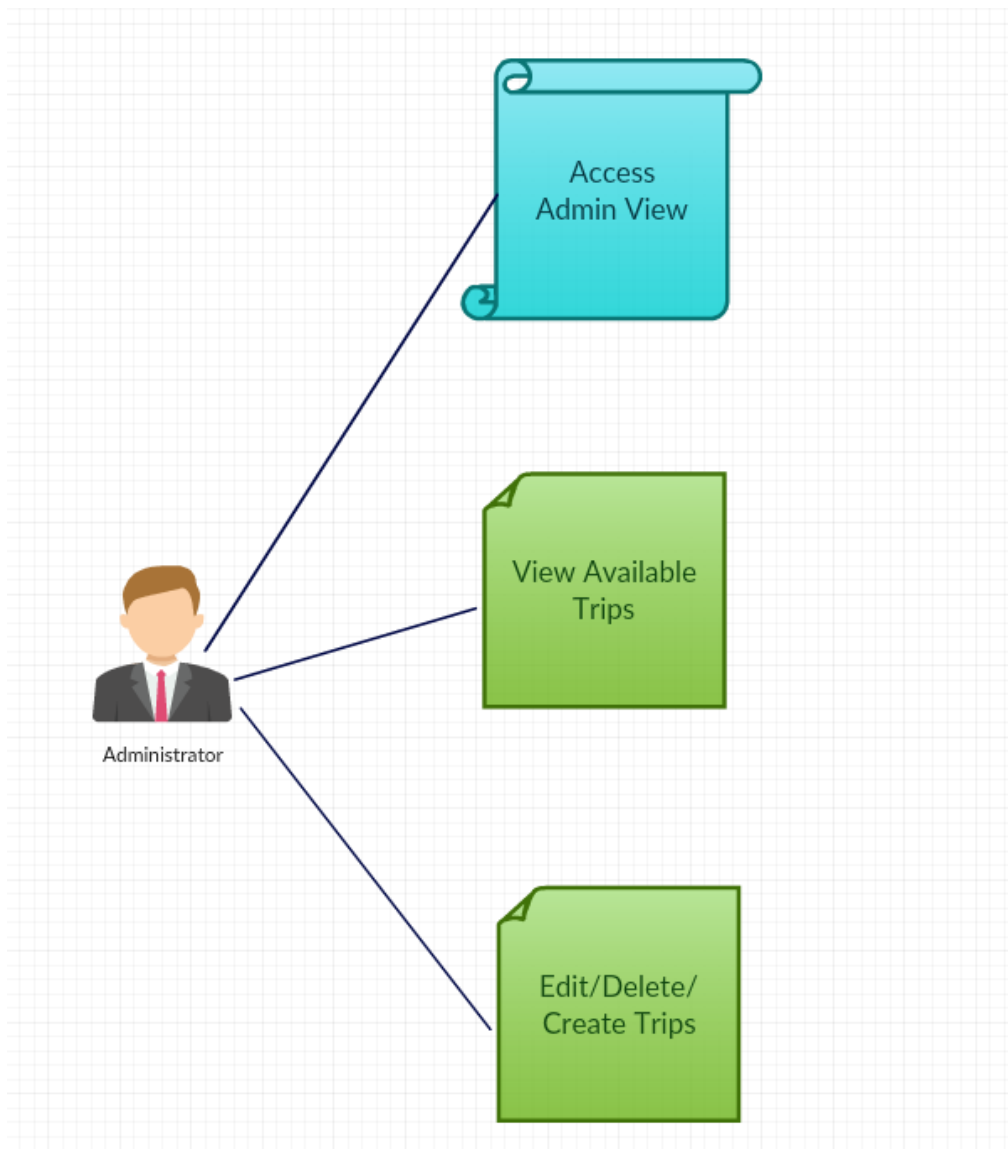 Access
Admin View
View Available
Trips
Administrator
Edit/Delete/
Create Trips